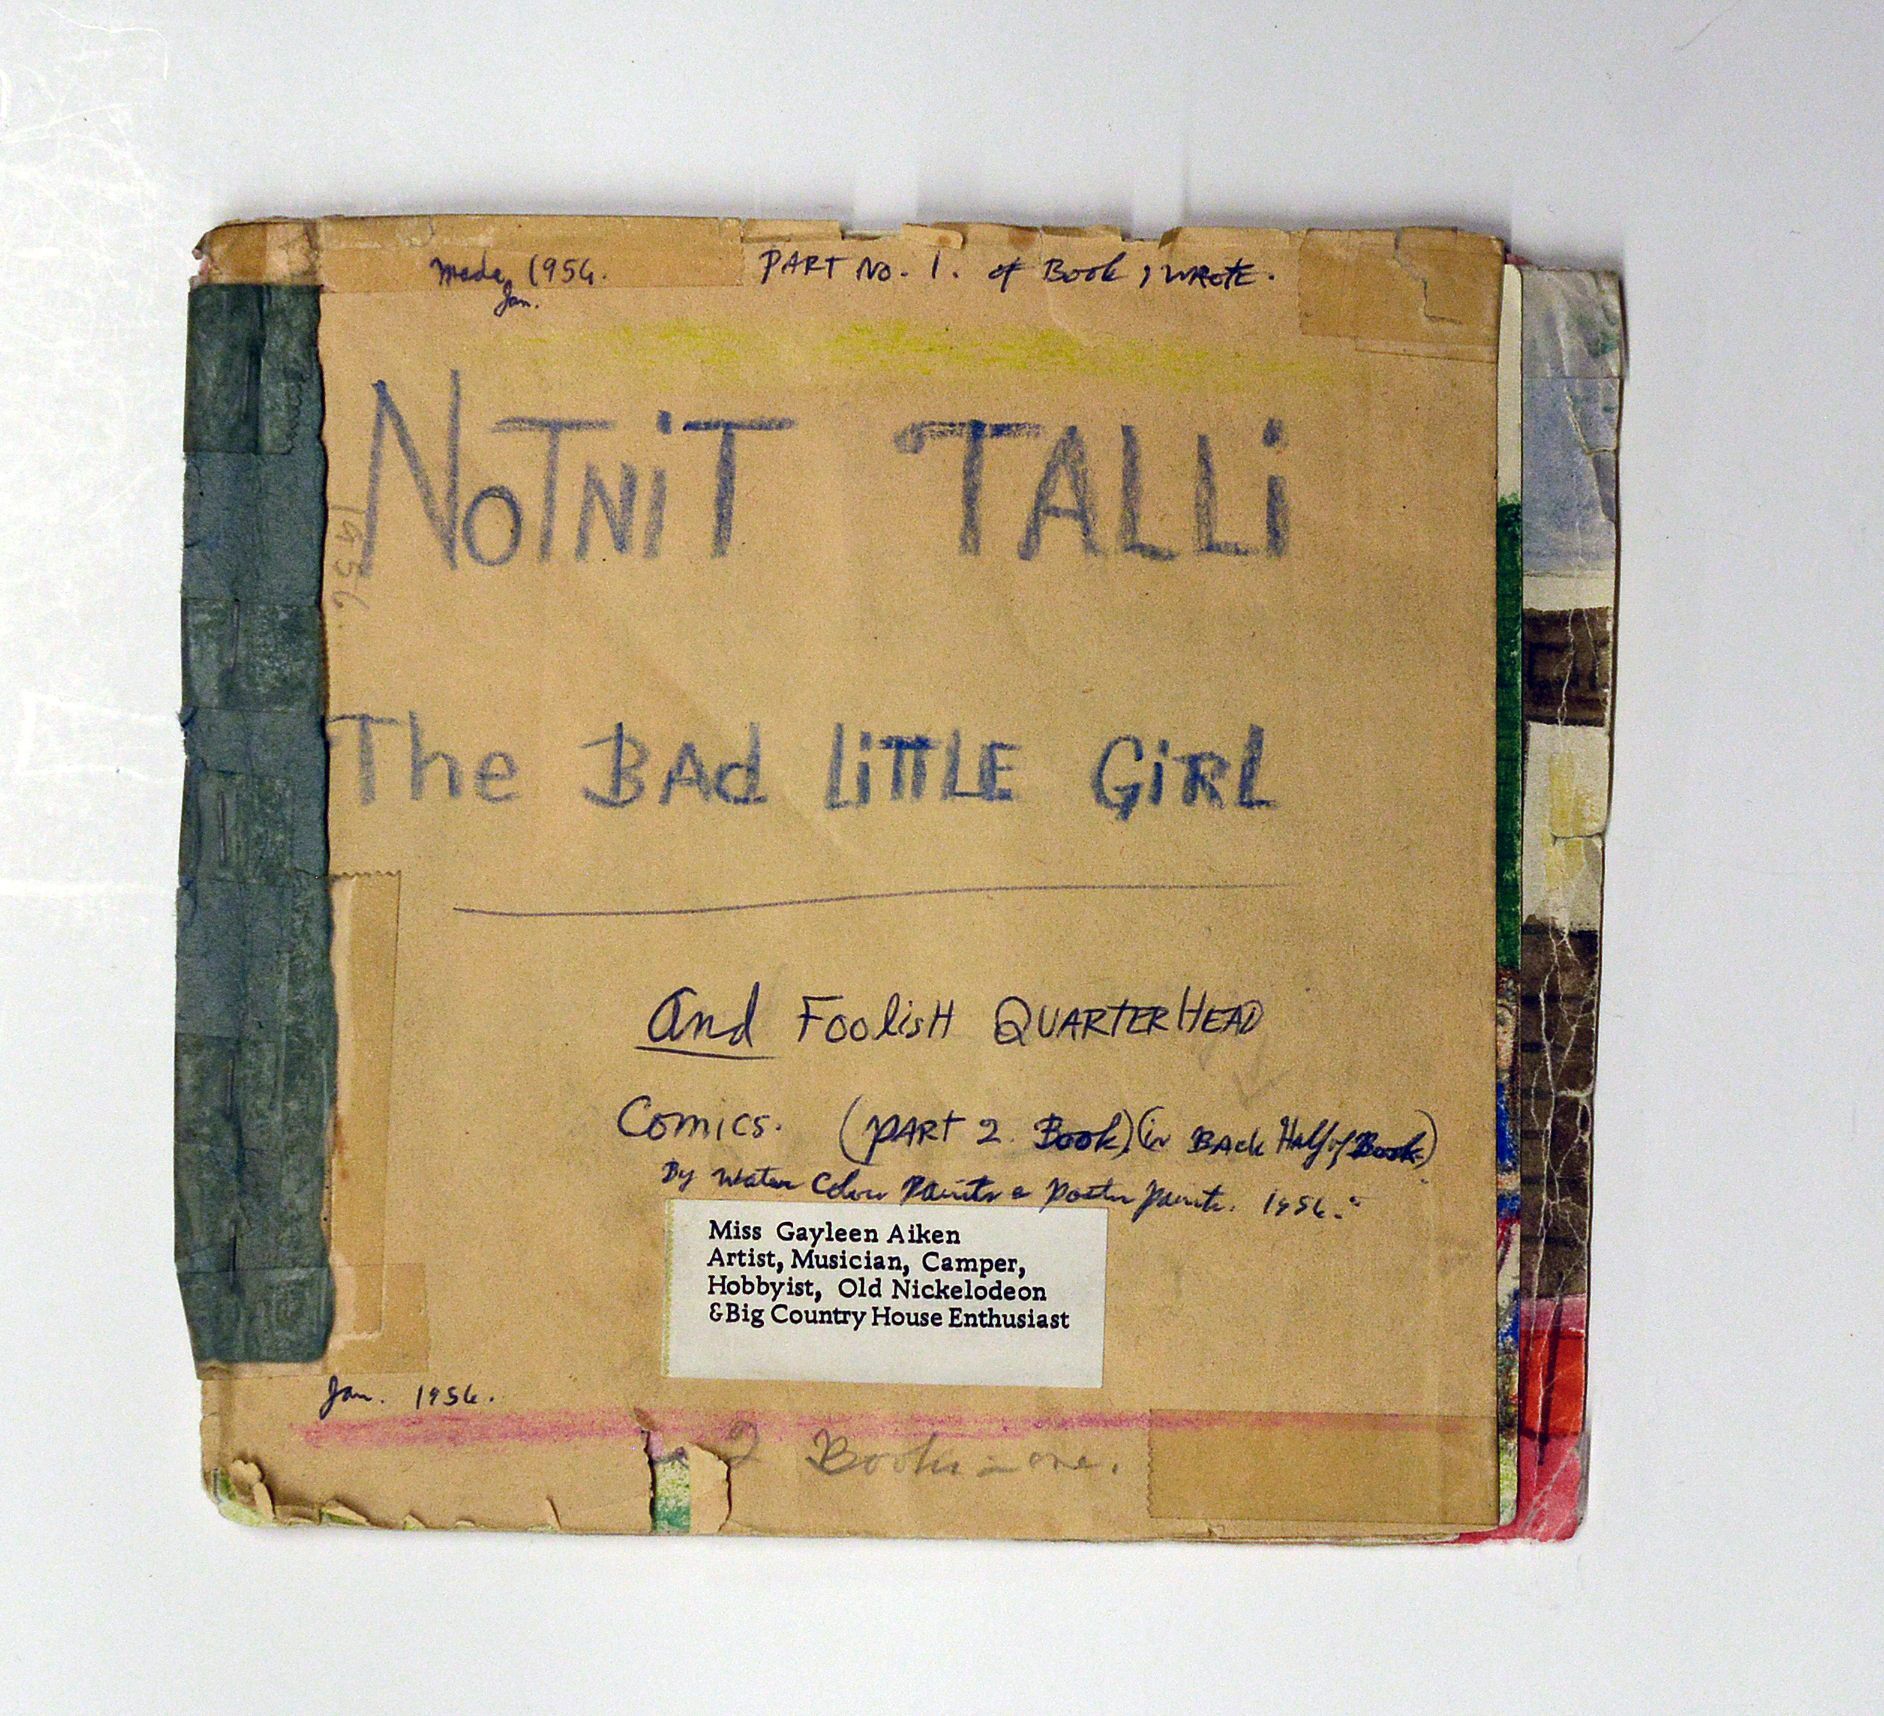 Made, 1956.
Jan.
PART No. 1. of Book, I WROTE.
NOTNiT TALLi
1956.
The BAd LiTTLE GiRL
And FOOlisH QUARTERHEAD
Comics. (PART 2 Book) (in BAck Half of Book.)
By Water Color Paints & Poster Paints. 1956.
Miss Gayleen Aiken
Artist, Musician, Camper,
Hobbyist, Old Nickelodeon
&Big Country House Enthusiast
Jan. 1956.
2 Books in one.